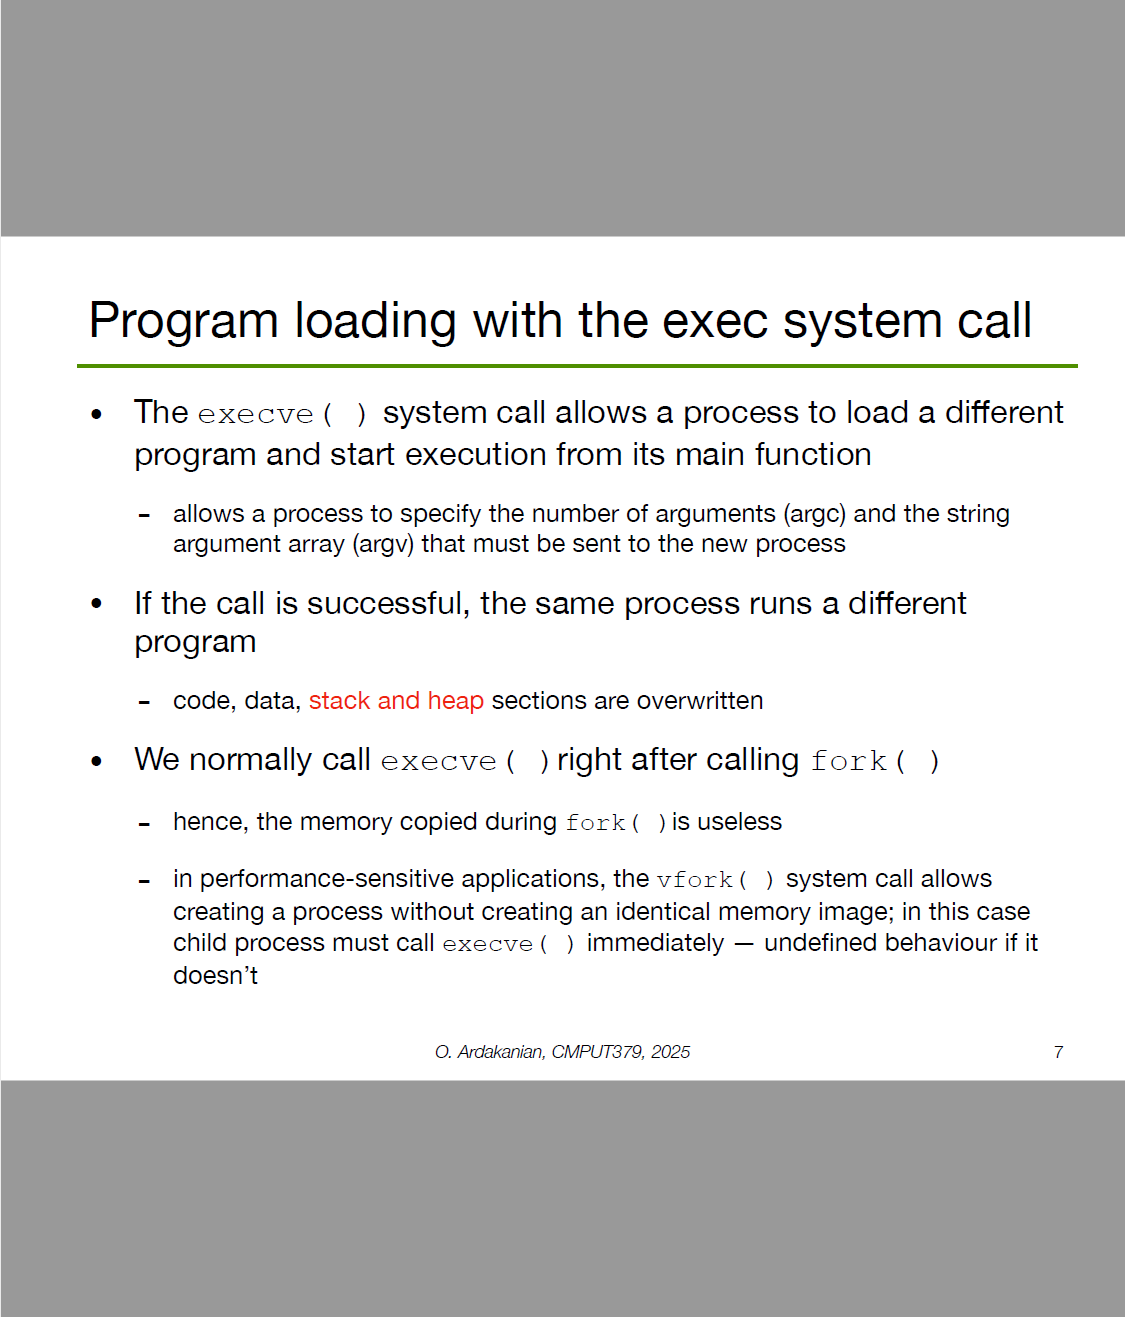 Program loading with the exec system call
• The execve( ) system call allows a process to load a different
program and start execution from its main function
- allows a process to specify the number of arguments (argc) and the string
argument array (argv) that must be sent to the new process
• If the call is successful, the same process runs a different
program
- code, data, stack and heap sections are overwritten
• We normally call execve( )right after calling fork( )
- hence, the memory copied during fork( )is useless
- in performance-sensitive applications, the vfork( ) system call allows
creating a process without creating an identical memory image; in this case
child process must call execve( ) immediately — undefined behaviour if it
doesn’t
O. Ardakanian, CMPUT379, 2025
7